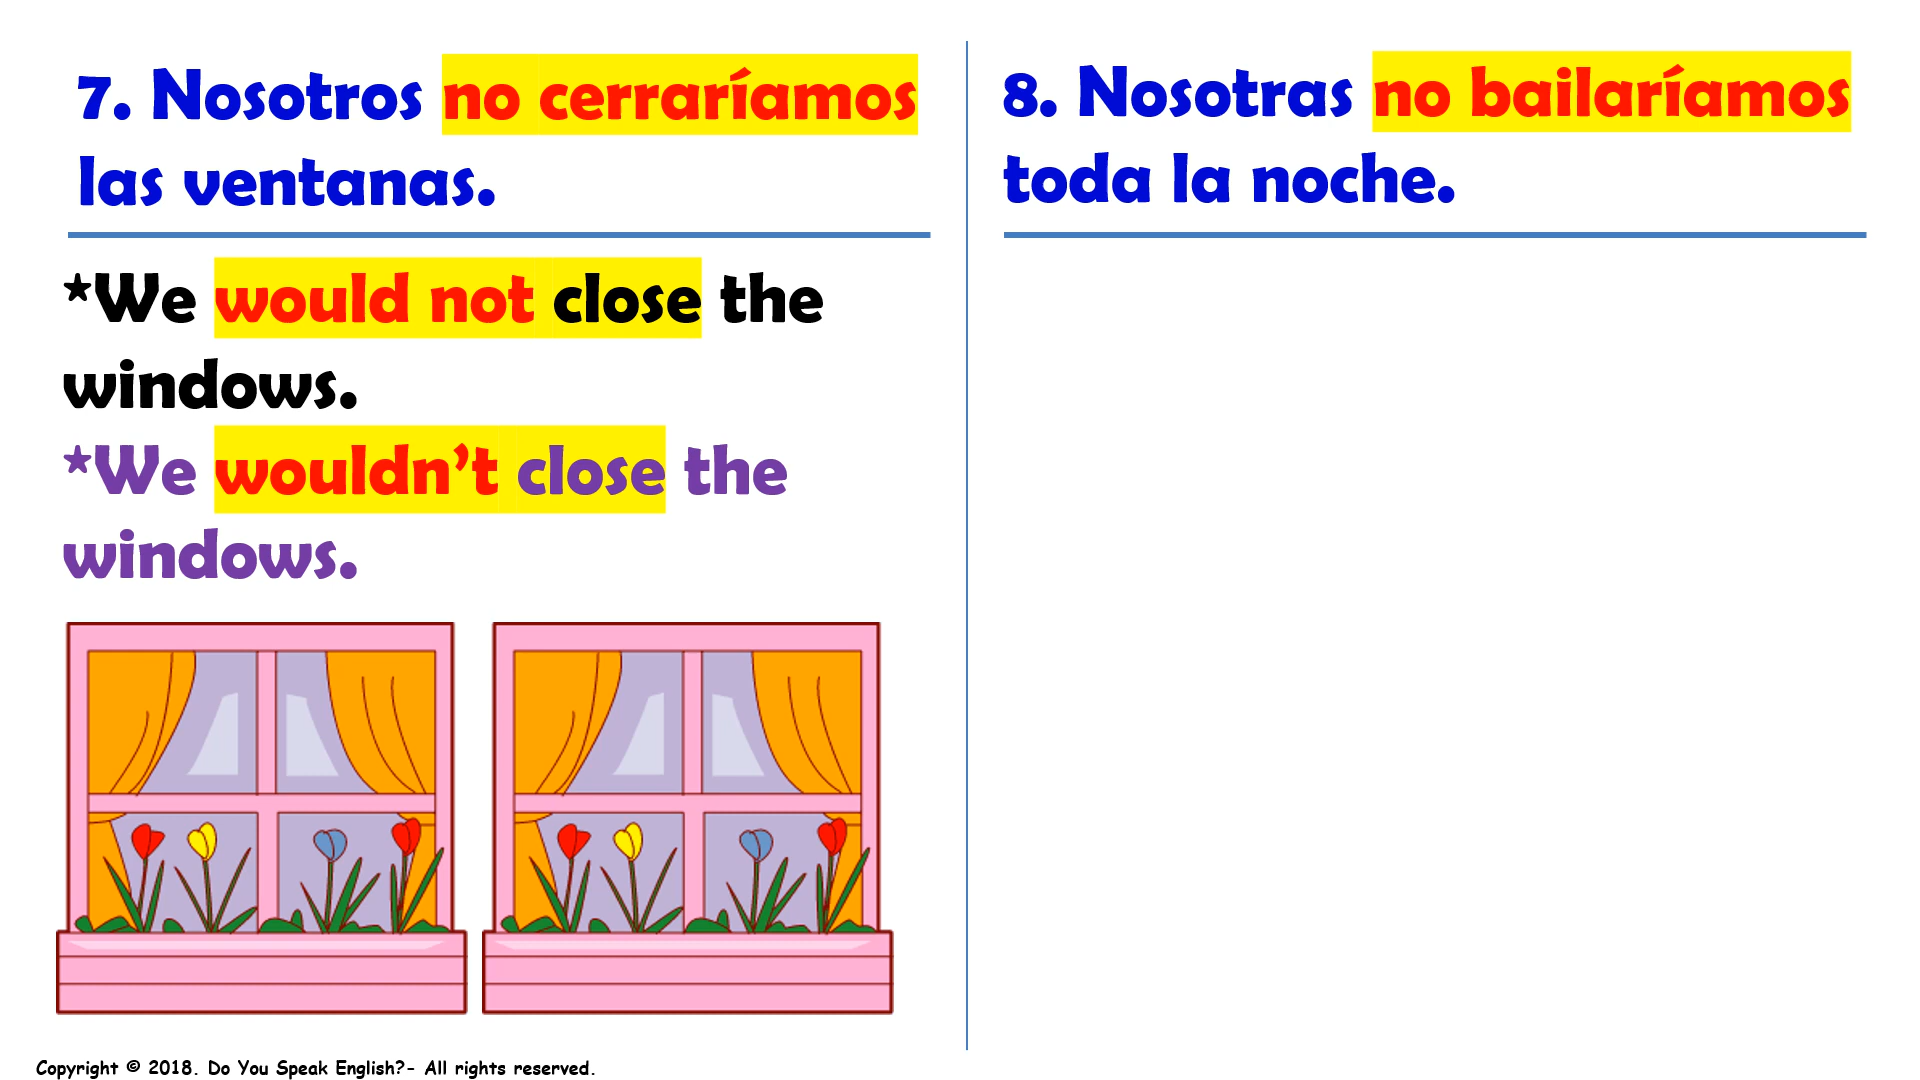 7. Nosotros no cerraríamos
las ventanas.
*We would not close the
windows.
*We wouldn’t close the
windows.
8. Nosotras no bailaríamos
toda la noche.
Copyright © 2018. Do You Speak English?- All rights reserved.